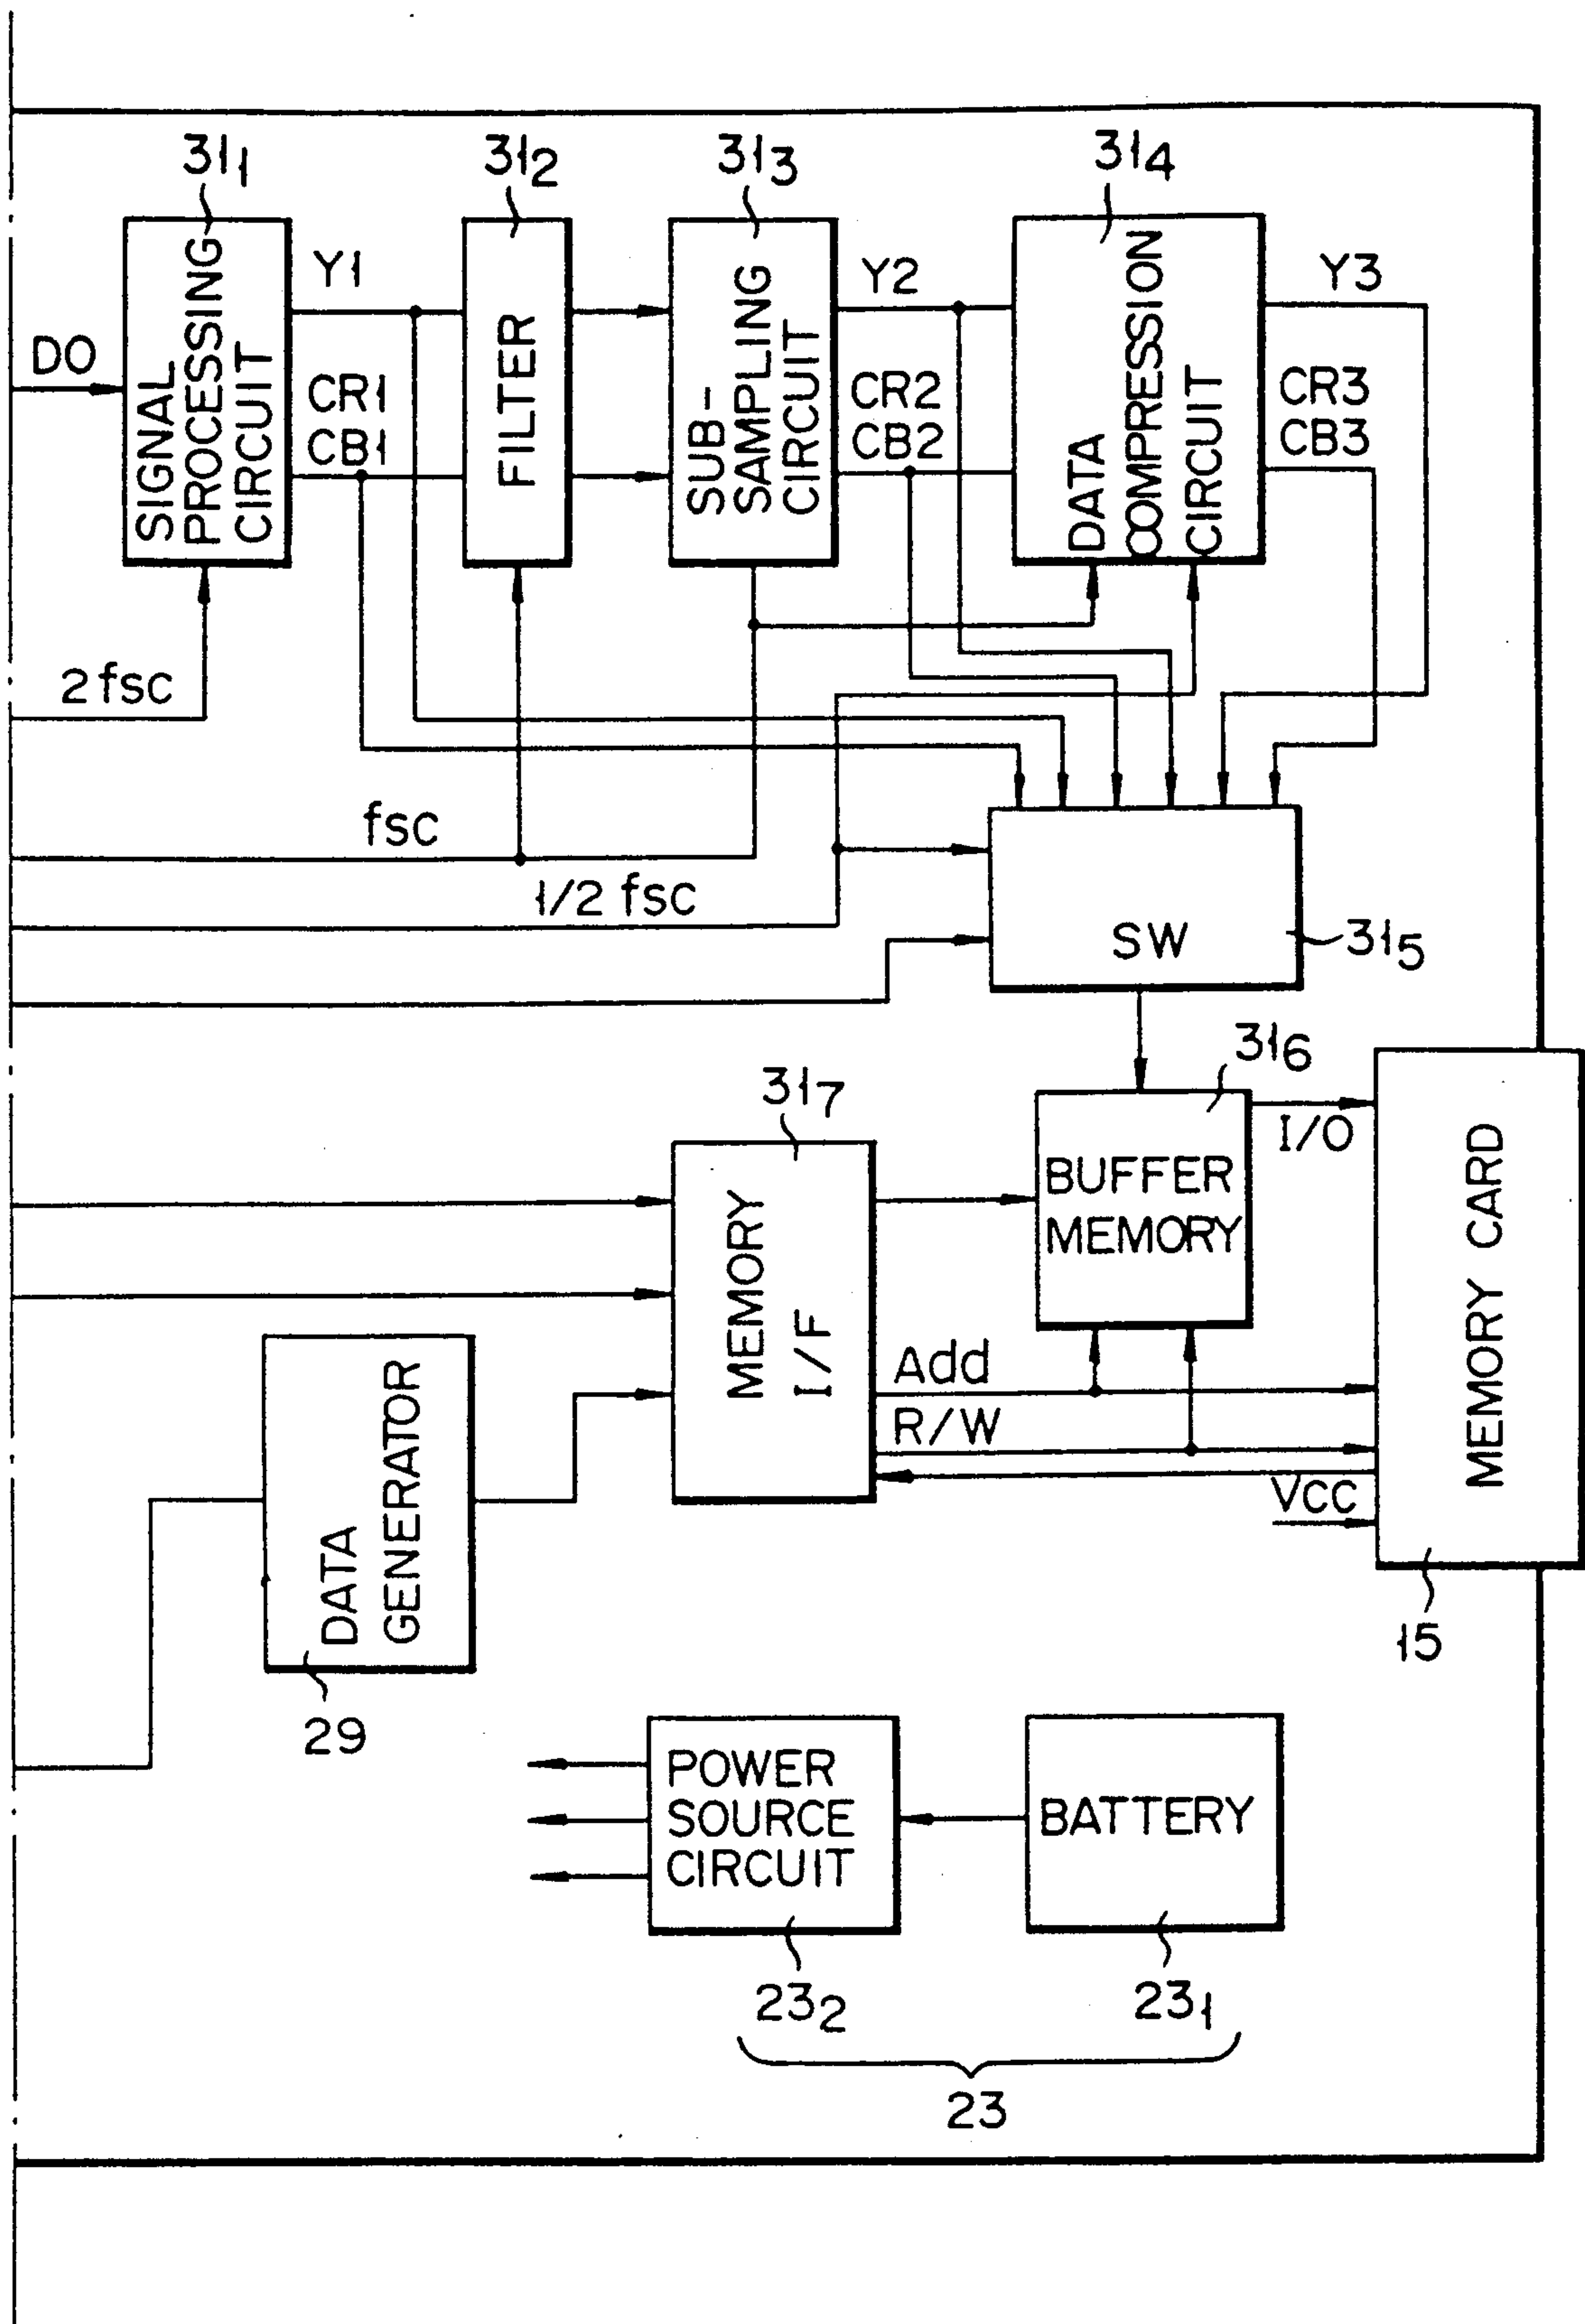 31₁
31₂
31₃
31₄
SIGNAL
PROCESSING
CIRCUIT
FILTER
SUB-
SAMPLING
CIRCUIT
DATA
COMPRESSION
CIRCUIT
DO
Y1
CR1
CB1
Y2
CR2
CB2
Y3
CR3
CB3
2 fsc
fsc
1/2 fsc
SW
31₅
31₆
31₇
MEMORY
I/F
BUFFER
MEMORY
I/O
MEMORY CARD
Add
R/W
VCC
15
DATA
GENERATOR
29
POWER
SOURCE
CIRCUIT
BATTERY
23₂
23₁
23